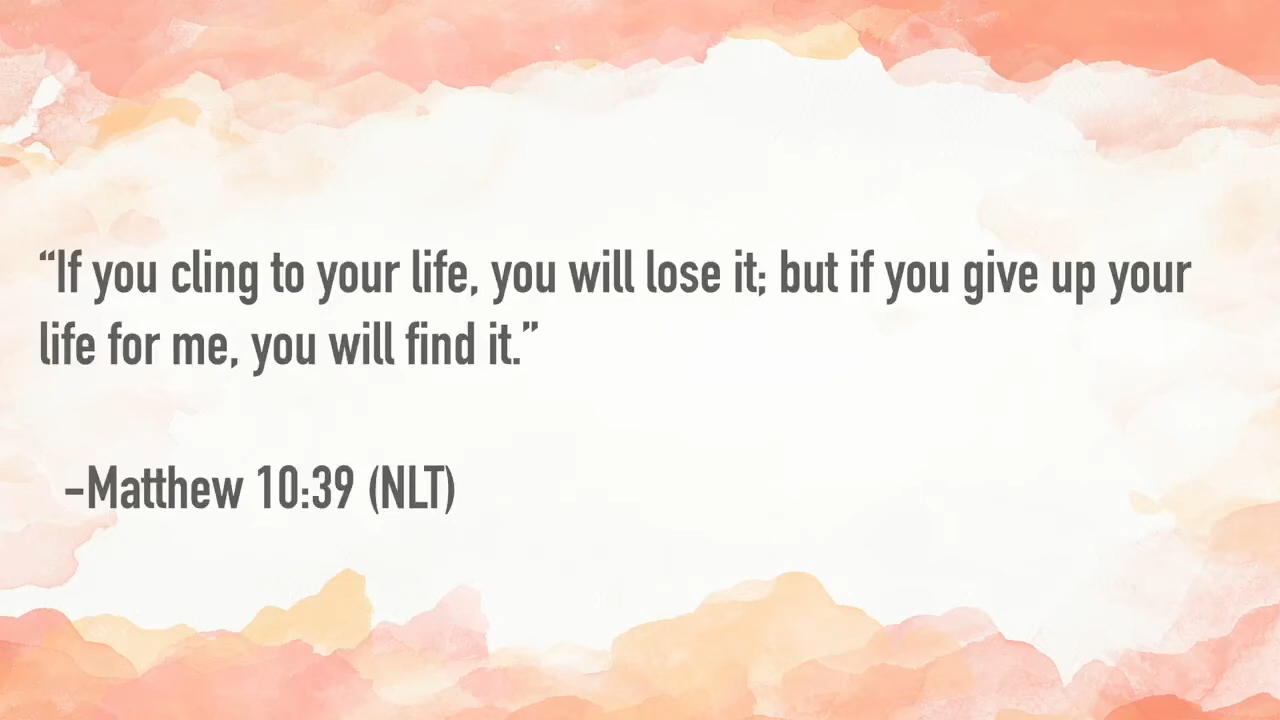 “If you cling to your life, you will lose it; but if you give up your
life for me, you will find it.”
–Matthew 10:39 (NLT)